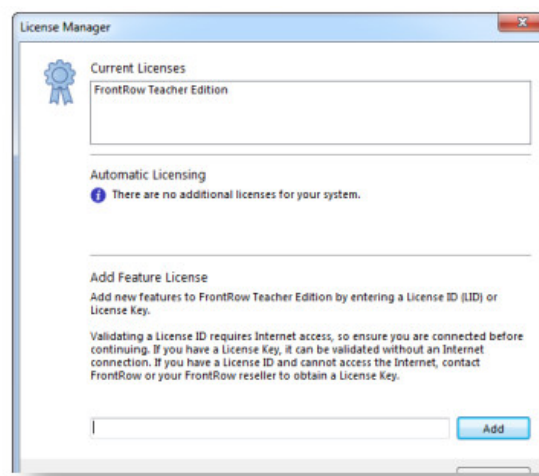 License Manager
Current Licenses
FrontRow Teacher Edition
Automatic Licensing
There are no additional licenses for your system.
Add Feature License
Add new features to FrontRow Teacher Edition by entering a License ID (LID) or
License Key.
Validating a License ID requires Internet access, so ensure you are connected before
continuing. If you have a License Key, it can be validated without an Internet
connection. If you have a License ID and cannot access the Internet, contact
FrontRow or your FrontRow reseller to obtain a License Key.
Add